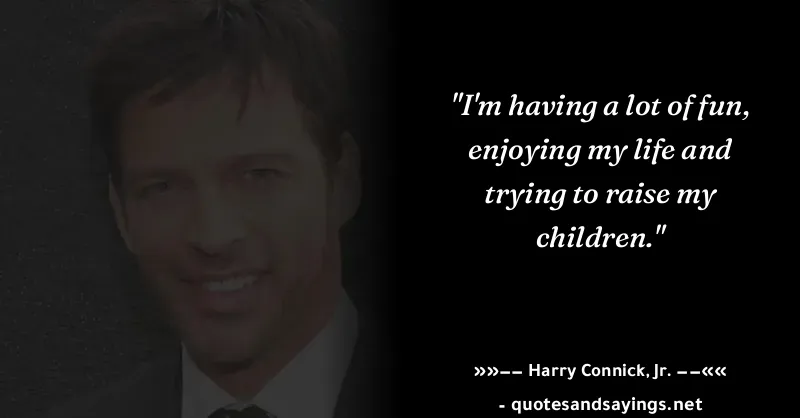 "I'm having a lot of fun,
enjoying my life and
trying to raise my
children."
»»-- Harry Connick, Jr. --««
- quotesandsayings.net